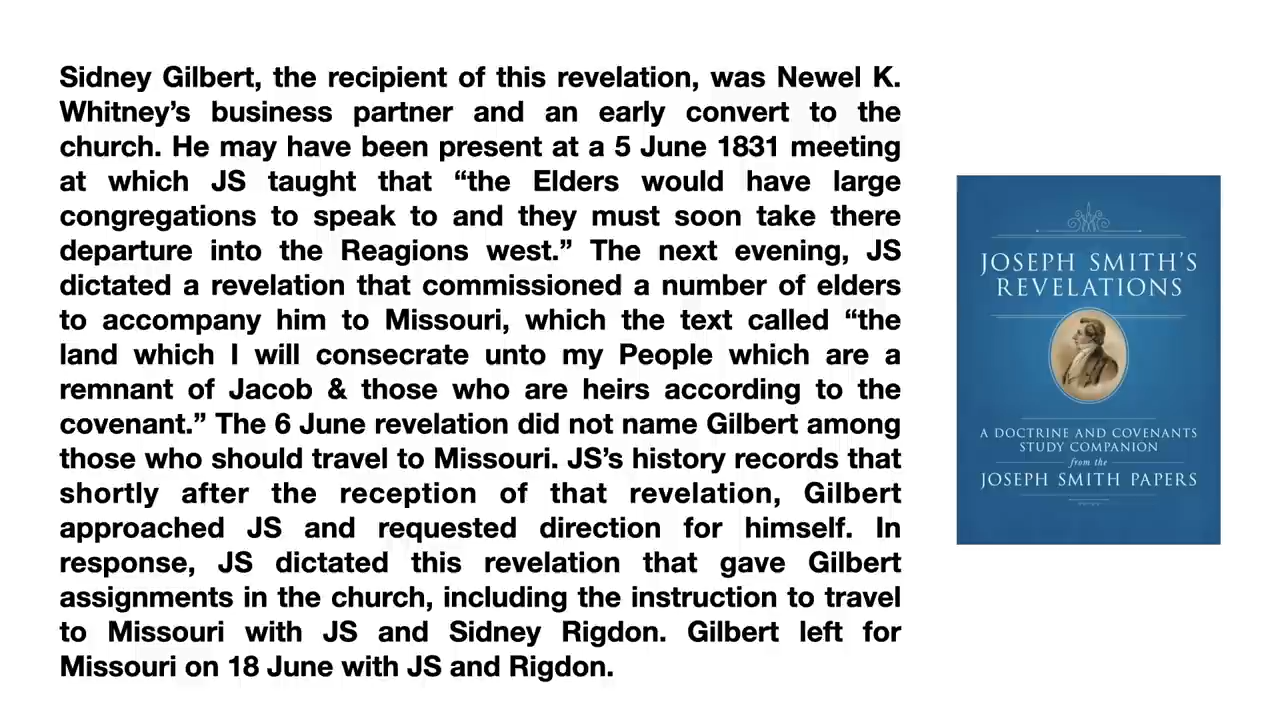 Sidney Gilbert, the recipient of this revelation, was Newel K.
Whitney’s business partner and an early convert to the
church. He may have been present at a 5 June 1831 meeting
at which JS taught that “the Elders would have large
congregations to speak to and they must soon take there
departure into the Reagions west.” The next evening, JS
dictated a revelation that commissioned a number of elders
to accompany him to Missouri, which the text called “the
land which I will consecrate unto my People which are a
remnant of Jacob & those who are heirs according to the
covenant.” The 6 June revelation did not name Gilbert among
those who should travel to Missouri. JS’s history records that
shortly after the reception of that revelation, Gilbert
approached JS and requested direction for himself. In
response, JS dictated this revelation that gave Gilbert
assignments in the church, including the instruction to travel
to Missouri with JS and Sidney Rigdon. Gilbert left for
Missouri on 18 June with JS and Rigdon.
JOSEPH SMITH’S
REVELATIONS
A DOCTRINE AND COVENANTS
STUDY COMPANION
from the
JOSEPH SMITH PAPERS